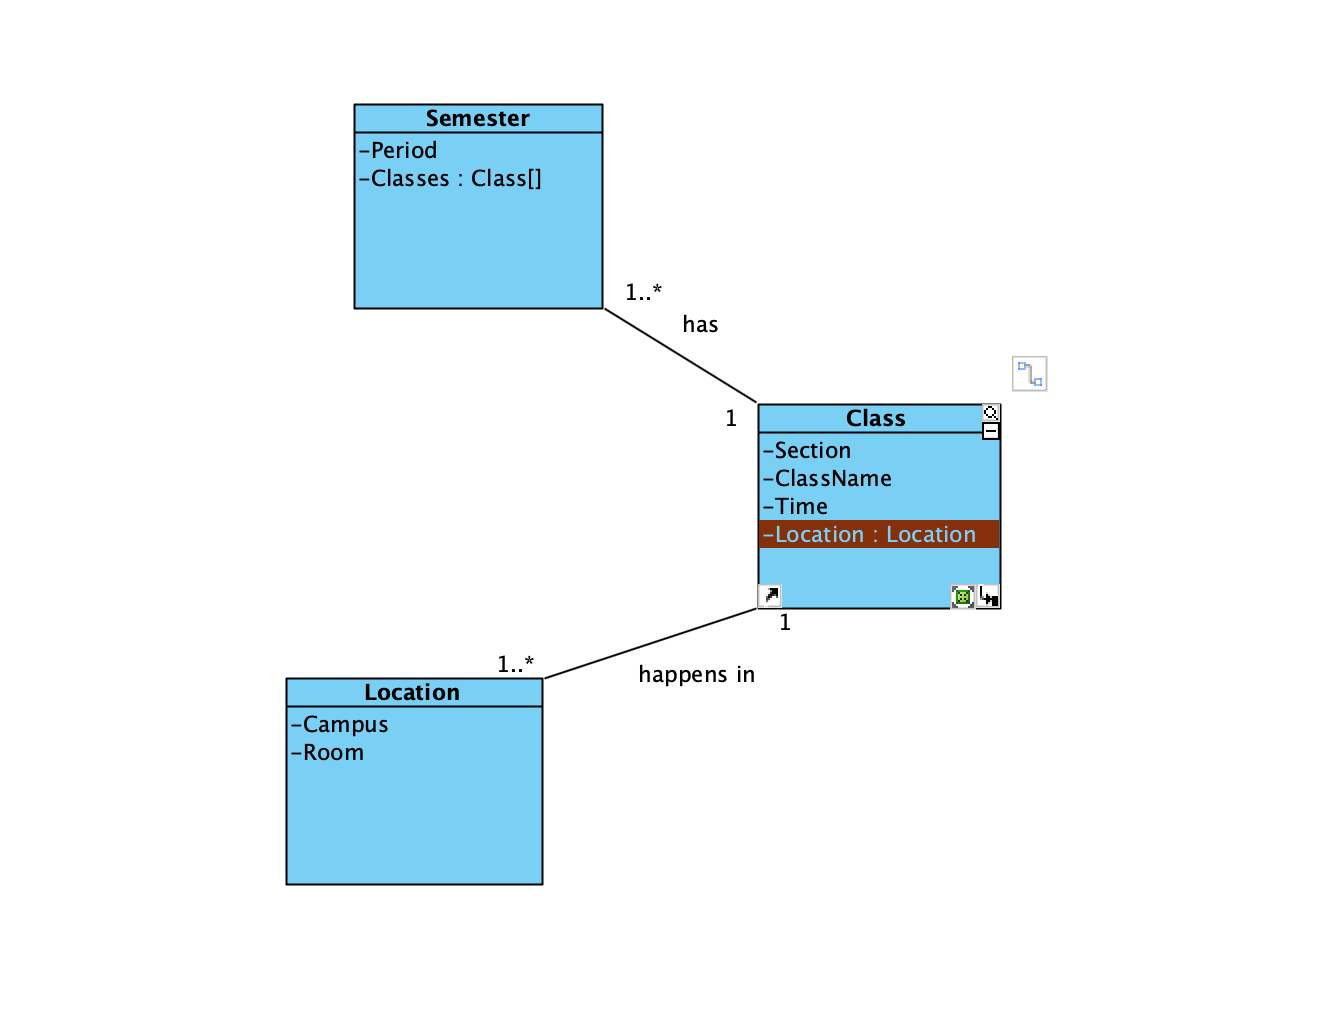 Semester
-Period
-Classes : Class[]
1..*
has
1
Class
-Section
-ClassName
-Time
-Location : Location
1
happens in
1..*
Location
-Campus
-Room